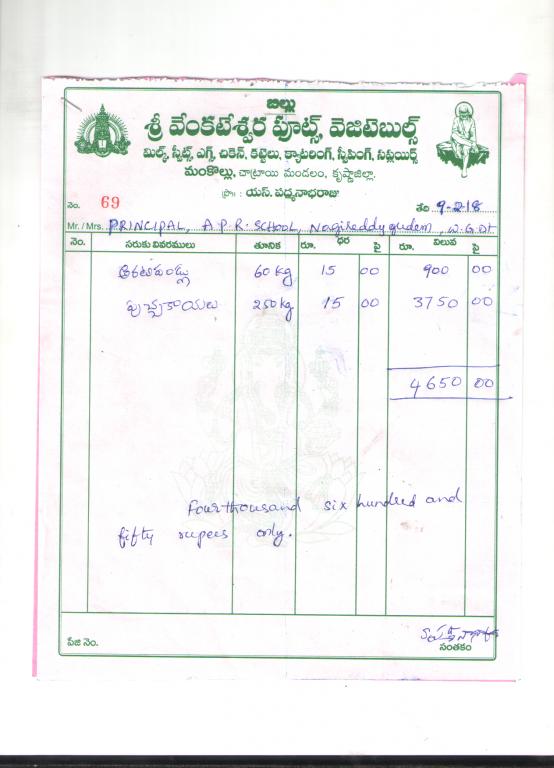 బిల్లు
శ్రీ వేంకటేశ్వర ఫ్రూట్స్, వెజిటెబుల్స్
మిల్క్, స్వీట్స్, ఎగ్స్, చికెన్, కట్టెలు, క్యాటరింగ్, స్వీపింగ్, సప్లయర్స్
మంకొల్లు, చాట్రాయి మండలం, కృష్ణాజిల్లా.
ప్రొః యస్. పద్మనాభరాజు
నెం. 69 తేది 9-2-18
Mr. / Mrs. PRINCIPAL, A.P.R. SCHOOL, Nagireddygudem, W.G.Dt
నెం. సరుకు వివరములు తూనిక రూ. ధర పై రూ. విలువ పై
అరటిపండ్లు 60 kg 15 00 900 00
పుచ్చకాయలు 250 kg 15 00 3750 00
4650 00
Four thousand six hundred and
fifty rupees only.
పేజి నెం.
సంతకం